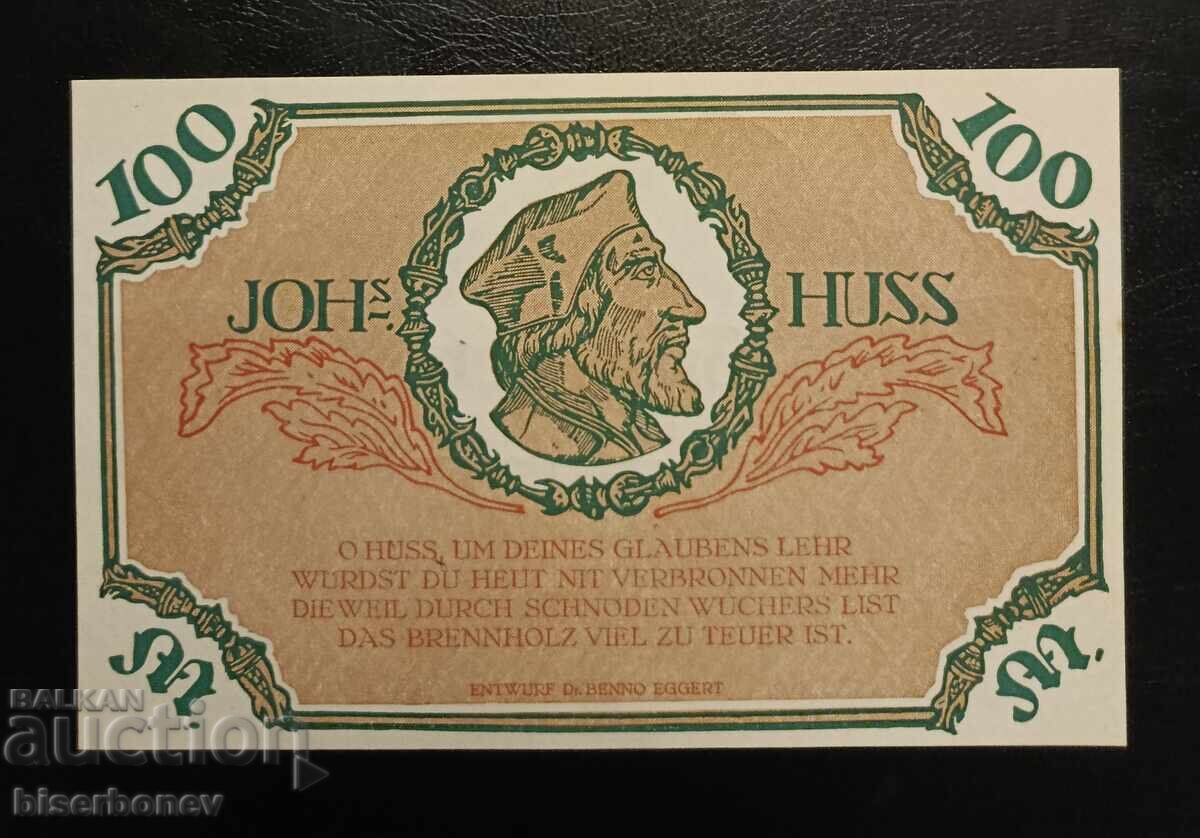 100
100
JOHS. HUSS
O HUSS, UM DEINES GLAUBENS LEHR
WURDST DU HEUT NIT VERBRONNEN MEHR
DIEWEIL DURCH SCHNÖDEN WUCHERS LIST
DAS BRENNHOLZ VIEL ZU TEUER IST.
ENTWURF Dr. BENNO EGGERT
BALKAN
auction
biserbonev